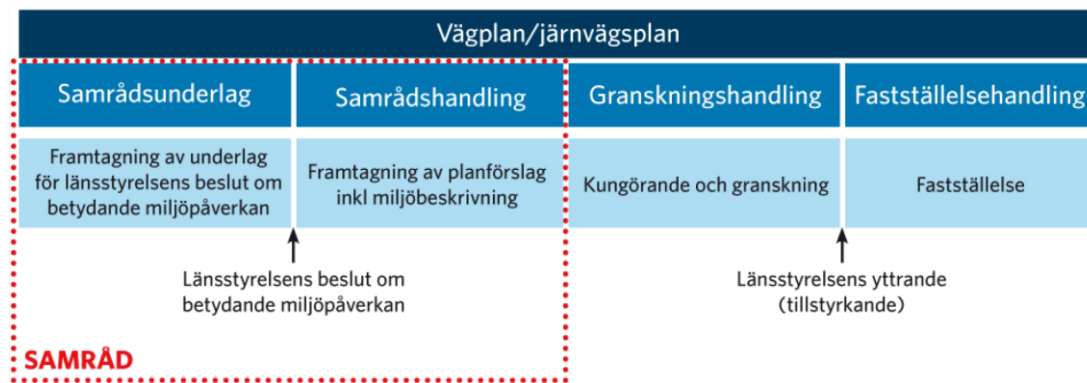 Vägplan/järnvägsplan
Samrådsunderlag
Samrådshandling
Granskningshandling
Fastställelsehandling
Framtagning av underlag
för länsstyrelsens beslut om
betydande miljöpåverkan
Framtagning av planförslag
inkl miljöbeskrivning
Kungörande och granskning
Fastställelse
Länsstyrelsens beslut om
betydande miljöpåverkan
Länsstyrelsens yttrande
(tillstyrkande)
SAMRÅD